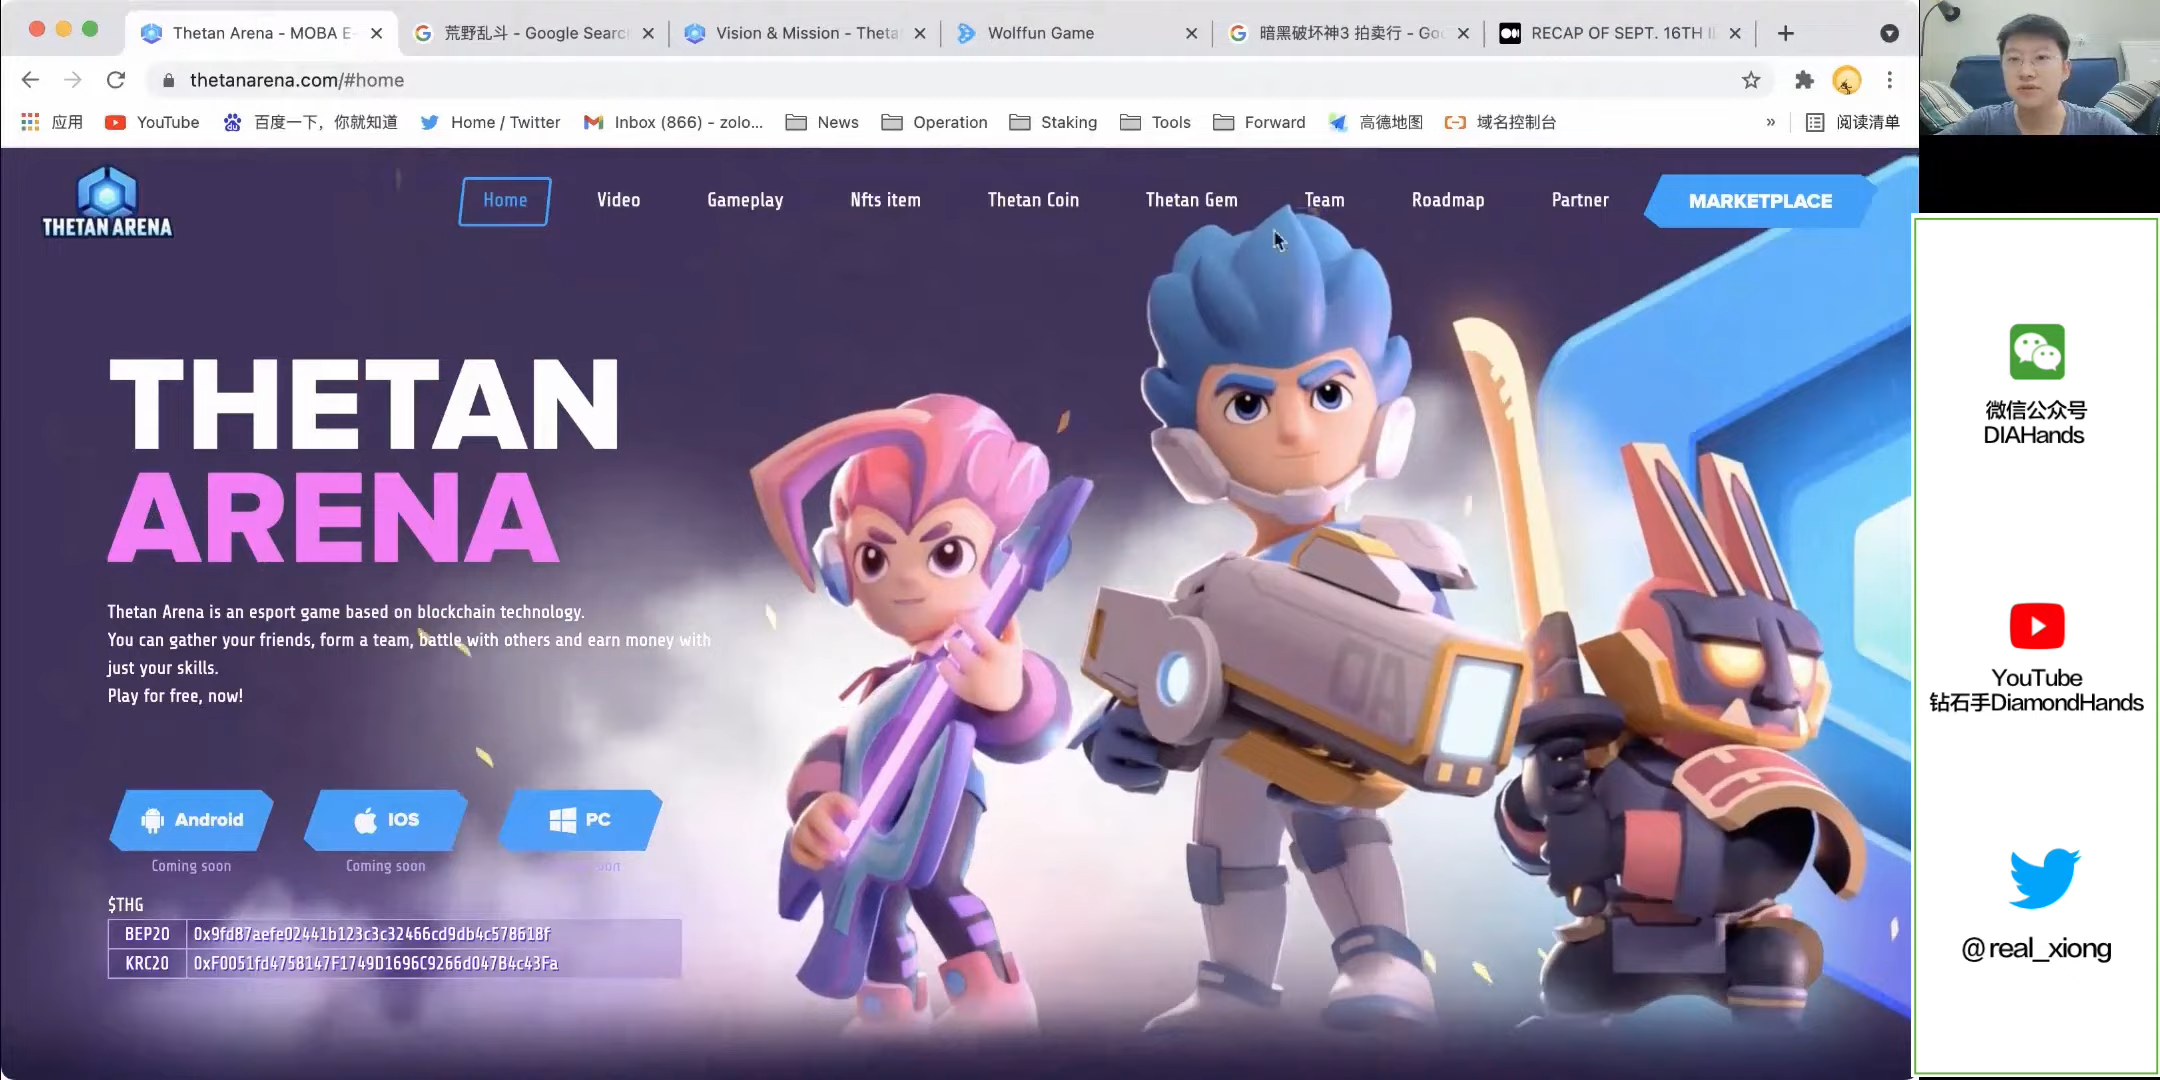 Thetan Arena - MOBA E-
荒野乱斗 - Google Searc
Vision & Mission - Theta
Wolffun Game
暗黑破坏神3 拍卖行 - Go
RECAP OF SEPT. 16TH
thetanarena.com/#home
应用
YouTube
百度一下，你就知道
Home / Twitter
Inbox (866) - zolo...
News
Operation
Staking
Tools
Forward
高德地图
域名控制台
»
阅读清单
THETAN ARENA
Home
Video
Gameplay
Nfts item
Thetan Coin
Thetan Gem
Team
Roadmap
Partner
MARKETPLACE
THETAN
ARENA
Thetan Arena is an esport game based on blockchain technology.
You can gather your friends, form a team, battle with others and earn money with
just your skills.
Play for free, now!
Android
IOS
PC
Coming soon
Coming soon
$THG
BEP20 0x9fd87aefe02441b123c3c32466cd9db4c578618f
KRC20 0xF0051fd4758147F1749D1696C9266d047B4c43Fa
微信公众号
DIAHands
YouTube
钻石手DiamondHands
@real_xiong